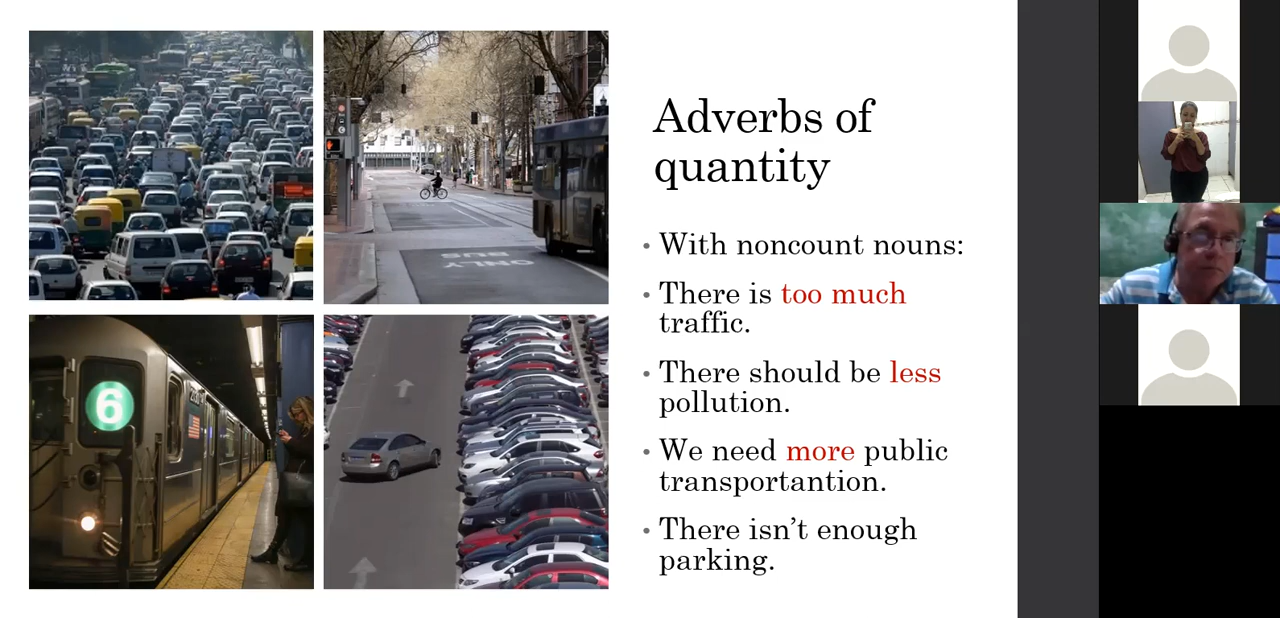 Adverbs of
quantity
• With noncount nouns:
• There is too much
traffic.
• There should be less
pollution.
• We need more public
transportantion.
• There isn’t enough
parking.
6
ONLY
BUS